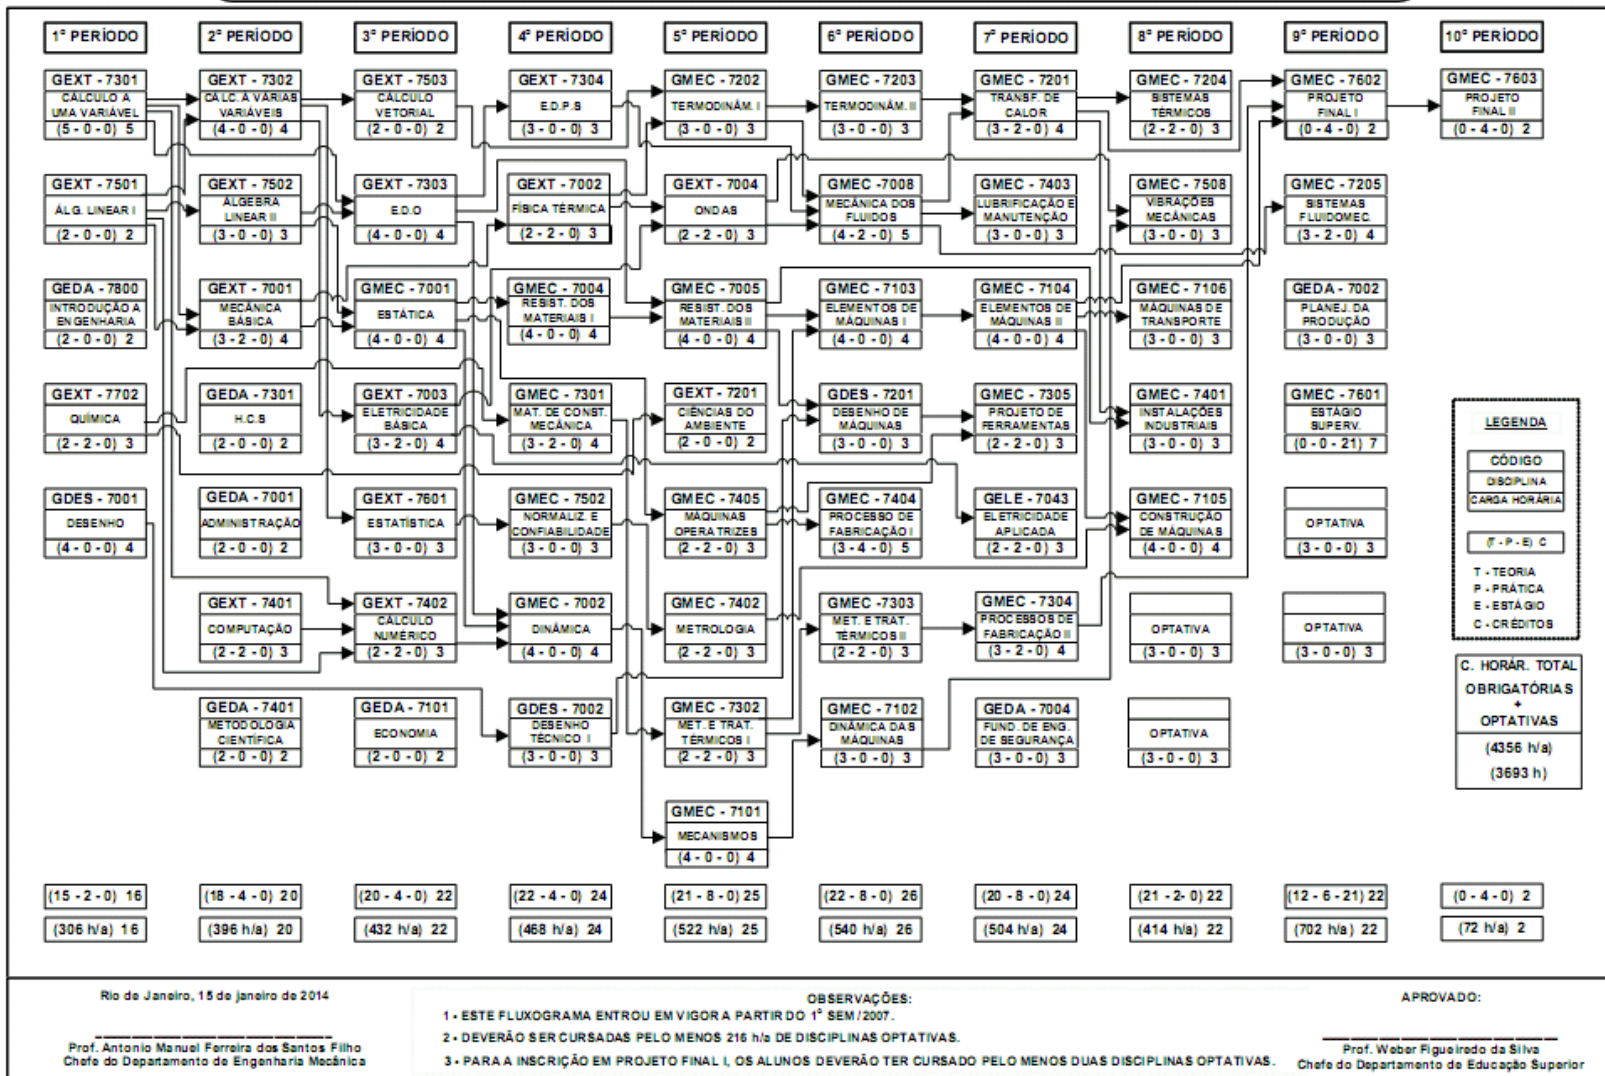 1º PERÍODO
2º PERÍODO
3º PERÍODO
4º PERÍODO
5º PERÍODO
6º PERÍODO
7º PERÍODO
8º PERÍODO
9º PERÍODO
10º PERÍODO
GEXT - 7301
CÁLCULO A
UMA VARIÁVEL
(5 - 0 - 0) 5
GEXT - 7302
CÁLC. À VÁRIAS
VARIÁVEIS
(4 - 0 - 0) 4
GEXT - 7503
CÁLCULO
VETORIAL
(2 - 0 - 0) 2
GEXT - 7304
E.D.P.S
(3 - 0 - 0) 3
GMEC - 7202
TERMODINÂM. I
(3 - 0 - 0) 3
GMEC - 7203
TERMODINÂM. II
(3 - 0 - 0) 3
GMEC - 7201
TRANSF. DE
CALOR
(3 - 2 - 0) 4
GMEC - 7204
SISTEMAS
TÉRMICOS
(2 - 2 - 0) 3
GMEC - 7602
PROJETO
FINAL I
(0 - 4 - 0) 2
GMEC - 7603
PROJETO
FINAL II
(0 - 4 - 0) 2
GEXT - 7501
ÁLG. LINEAR I
(2 - 0 - 0) 2
GEXT - 7502
ÁLGEBRA
LINEAR II
(3 - 0 - 0) 3
GEXT - 7303
E.D.O
(4 - 0 - 0) 4
GEXT - 7002
FÍSICA TÉRMICA
(2 - 2 - 0) 3
GEXT - 7004
ONDAS
(2 - 2 - 0) 3
GMEC -7008
MECÂNICA DOS
FLUIDOS
(4 - 2 - 0) 5
GMEC - 7403
LUBRIFICAÇÃO E
MANUTENÇÃO
(3 - 0 - 0) 3
GMEC - 7508
VIBRAÇÕES
MECÂNICAS
(3 - 0 - 0) 3
GMEC - 7205
SISTEMAS
FLUIDOMEC.
(3 - 2 - 0) 4
GEDA - 7800
INTRODUÇÃO A
ENGENHARIA
(2 - 0 - 0) 2
GEXT - 7001
MECÂNICA
BÁSICA
(3 - 2 - 0) 4
GMEC - 7001
ESTÁTICA
(4 - 0 - 0) 4
GMEC - 7004
RESIST. DOS
MATERIAIS I
(4 - 0 - 0) 4
GMEC - 7005
RESIST. DOS
MATERIAIS II
(4 - 0 - 0) 4
GMEC - 7103
ELEMENTOS DE
MÁQUINAS I
(4 - 0 - 0) 4
GMEC - 7104
ELEMENTOS DE
MÁQUINAS II
(4 - 0 - 0) 4
GMEC - 7106
MÁQUINAS DE
TRANSPORTE
(3 - 0 - 0) 3
GEDA - 7002
PLANEJ. DA
PRODUÇÃO
(3 - 0 - 0) 3
GEXT - 7702
QUÍMICA
(2 - 2 - 0) 3
GEDA - 7301
H.C.S
(2 - 0 - 0) 2
GEXT - 7003
ELETRICIDADE
BÁSICA
(3 - 2 - 0) 4
GMEC - 7301
MAT. DE CONST.
MECÂNICA
(3 - 2 - 0) 4
GEXT - 7201
CIÊNCIAS DO
AMBIENTE
(2 - 0 - 0) 2
GDES - 7201
DESENHO DE
MÁQUINAS
(3 - 0 - 0) 3
GMEC - 7305
PROJETO DE
FERRAMENTAS
(2 - 2 - 0) 3
GMEC - 7401
INSTALAÇÕES
INDUSTRIAIS
(3 - 0 - 0) 3
GMEC - 7601
ESTÁGIO
SUPERV.
(0 - 0 - 21) 7
GDES - 7001
DESENHO
(4 - 0 - 0) 4
GEDA - 7001
ADMINISTRAÇÃO
(2 - 0 - 0) 2
GEXT - 7601
ESTATÍSTICA
(3 - 0 - 0) 3
GMEC - 7502
NORMALIZ. E
CONFIABILIDADE
(3 - 0 - 0) 3
GMEC - 7405
MÁQUINAS
OPERATRIZES
(2 - 2 - 0) 3
GMEC - 7404
PROCESSO DE
FABRICAÇÃO I
(3 - 4 - 0) 5
GELE - 7043
ELETRICIDADE
APLICADA
(2 - 2 - 0) 3
GMEC - 7105
CONSTRUÇÃO
DE MÁQUINAS
(4 - 0 - 0) 4
OPTATIVA
(3 - 0 - 0) 3
GEXT - 7401
COMPUTAÇÃO
(2 - 2 - 0) 3
GEXT - 7402
CÁLCULO
NUMÉRICO
(2 - 2 - 0) 3
GMEC - 7002
DINÂMICA
(4 - 0 - 0) 4
GMEC - 7402
METROLOGIA
(2 - 2 - 0) 3
GMEC -7303
MET. E TRAT.
TÉRMICOS II
(2 - 2 - 0) 3
GMEC - 7304
PROCESSOS DE
FABRICAÇÃO II
(3 - 2 - 0) 4
OPTATIVA
(3 - 0 - 0) 3
OPTATIVA
(3 - 0 - 0) 3
GEDA - 7401
METODOLOGIA
CIENTÍFICA
(2 - 0 - 0) 2
GEDA - 7101
ECONOMIA
(2 - 0 - 0) 2
GDES - 7002
DESENHO
TÉCNICO I
(3 - 0 - 0) 3
GMEC - 7302
MET. E TRAT.
TÉRMICOS I
(2 - 2 - 0) 3
GMEC - 7102
DINÂMICA DAS
MÁQUINAS
(3 - 0 - 0) 3
GEDA - 7004
FUND. DE ENG.
DE SEGURANÇA
(3 - 0 - 0) 3
OPTATIVA
(3 - 0 - 0) 3
GMEC - 7101
MECANISMOS
(4 - 0 - 0) 4
LEGENDA
CÓDIGO
DISCIPLINA
CARGA HORÁRIA
(T - P - E) C
T - TEORIA
P - PRÁTICA
E - ESTÁGIO
C - CRÉDITOS
C. HORÁR. TOTAL
OBRIGATÓRIAS
+
OPTATIVAS
(4356 h/a)
(3693 h)
(15 - 2 - 0) 16
(18 - 4 - 0) 20
(20 - 4 - 0) 22
(22 - 4 - 0) 24
(21 - 8 - 0) 25
(22 - 8 - 0) 26
(20 - 8 - 0) 24
(21 - 2 - 0) 22
(12 - 6 - 21) 22
(0 - 4 - 0) 2
(306 h/a) 16
(396 h/a) 20
(432 h/a) 22
(468 h/a) 24
(522 h/a) 25
(540 h/a) 26
(504 h/a) 24
(414 h/a) 22
(702 h/a) 22
(72 h/a) 2
Rio de Janeiro, 15 de janeiro de 2014
Prof. Antonio Manuel Ferreira dos Santos Filho
Chefe do Departamento de Engenharia Mecânica
OBSERVAÇÕES:
1 - ESTE FLUXOGRAMA ENTROU EM VIGOR A PARTIR DO 1º SEM / 2007.
2 - DEVERÃO SER CURSADAS PELO MENOS 216 h/a DE DISCIPLINAS OPTATIVAS.
3 - PARA A INSCRIÇÃO EM PROJETO FINAL I, OS ALUNOS DEVERÃO TER CURSADO PELO MENOS DUAS DISCIPLINAS OPTATIVAS.
APROVADO:
Prof. Weber Figueiredo da Silva
Chefe do Departamento de Educação Superior